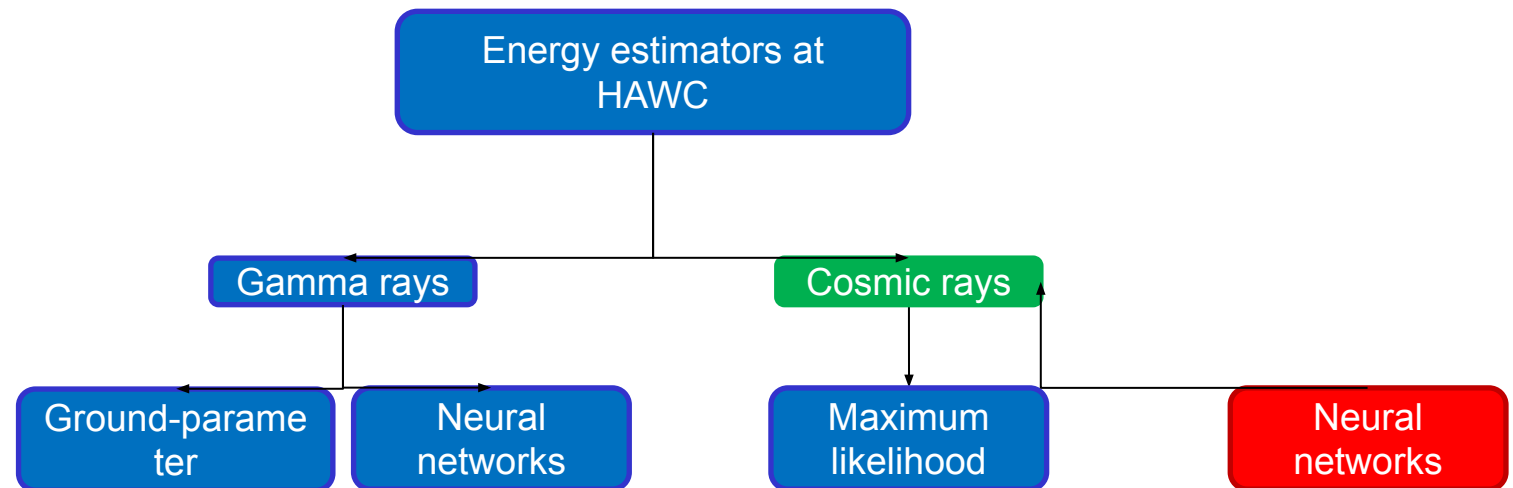 Energy estimators at
HAWC
Gamma rays
Cosmic rays
Ground-parame
ter
Neural
networks
Maximum
likelihood
Neural
networks